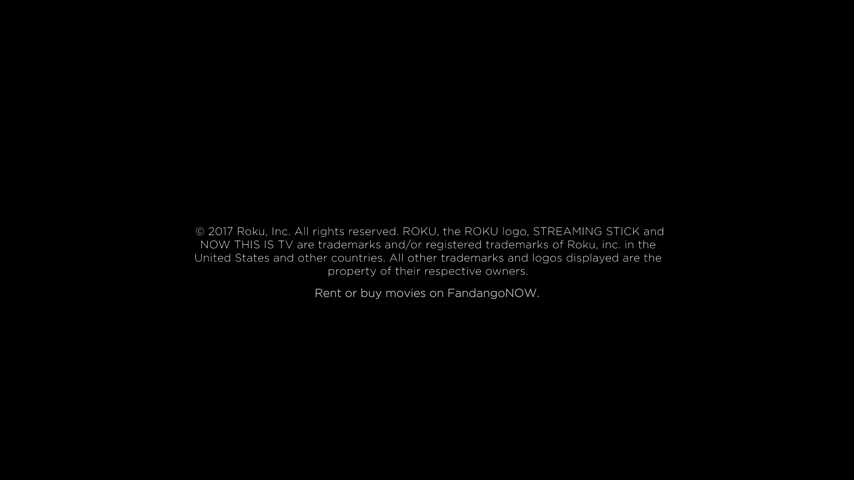 © 2017 Roku, Inc. All rights reserved. ROKU, the ROKU logo, STREAMING STICK and
NOW THIS IS TV are trademarks and/or registered trademarks of Roku, inc. in the
United States and other countries. All other trademarks and logos displayed are the
property of their respective owners.
Rent or buy movies on FandangoNOW.